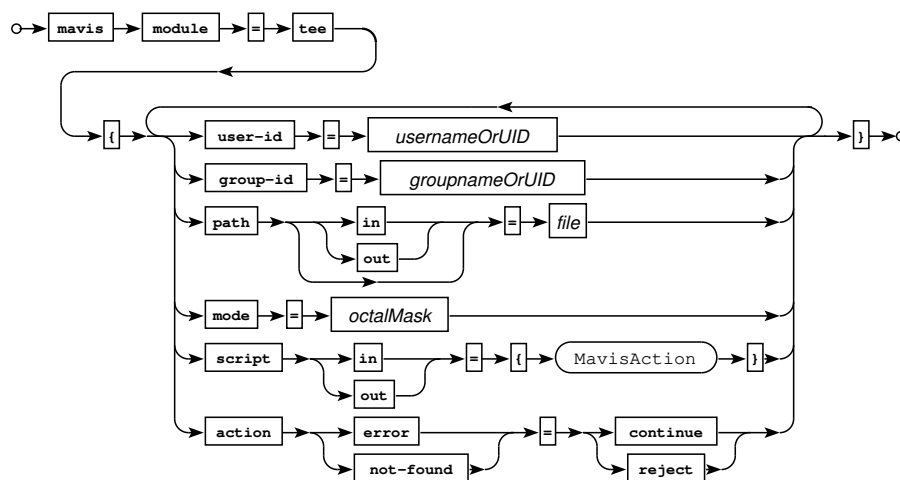 mavis module = tee
{ user-id = usernameOrUID }
group-id = groupnameOrUID
path in = file
out
mode = octalMask
script in = { MavisAction }
out
action error = continue
not-found reject